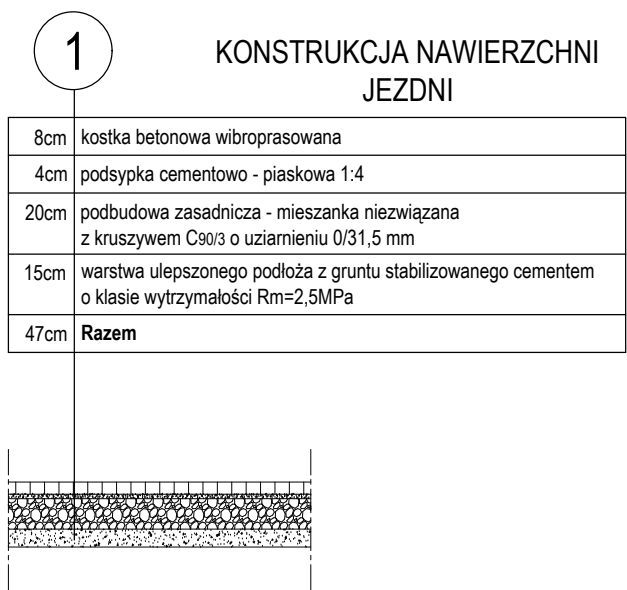 1
KONSTRUKCJA NAWIERZCHNI
JEZDNI
8cm kostka betonowa wibroprasowana
4cm podsypka cementowo - piaskowa 1:4
20cm podbudowa zasadnicza - mieszanka niezwiązana
z kruszywem C90/3 o uziarnieniu 0/31,5 mm
15cm warstwa ulepszonego podłoża z gruntu stabilizowanego cementem
o klasie wytrzymałości Rm=2,5MPa
47cm Razem